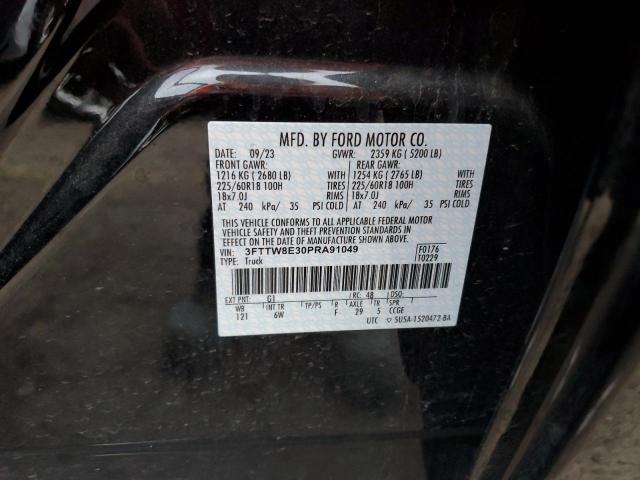 MFD. BY FORD MOTOR CO.
DATE: 09/23 GVWR: 2359 KG ( 5200 LB)
FRONT GAWR: REAR GAWR:
1216 KG ( 2680 LB) WITH 1254 KG ( 2765 LB) WITH
225/60R18 100H TIRES 225/60R18 100H TIRES
18x7.0J RIMS 18x7.0J RIMS
AT 240 kPa/ 35 PSI COLD AT 240 kPa/ 35 PSI COLD
THIS VEHICLE CONFORMS TO ALL APPLICABLE FEDERAL MOTOR
VEHICLE SAFETY AND THEFT PREVENTION STANDARDS IN
EFFECT ON THE DATE OF MANUFACTURE SHOWN ABOVE.
VIN: 3FTTW8E30PRA91049 F0176
TYPE: Truck T0229
EXT PNT: G1 RC: 48 DSO:
WB INT TR TP/PS R AXLE TR SPR
121 6W F 29 5 CCGE
UTC SU5A-1520472-BA